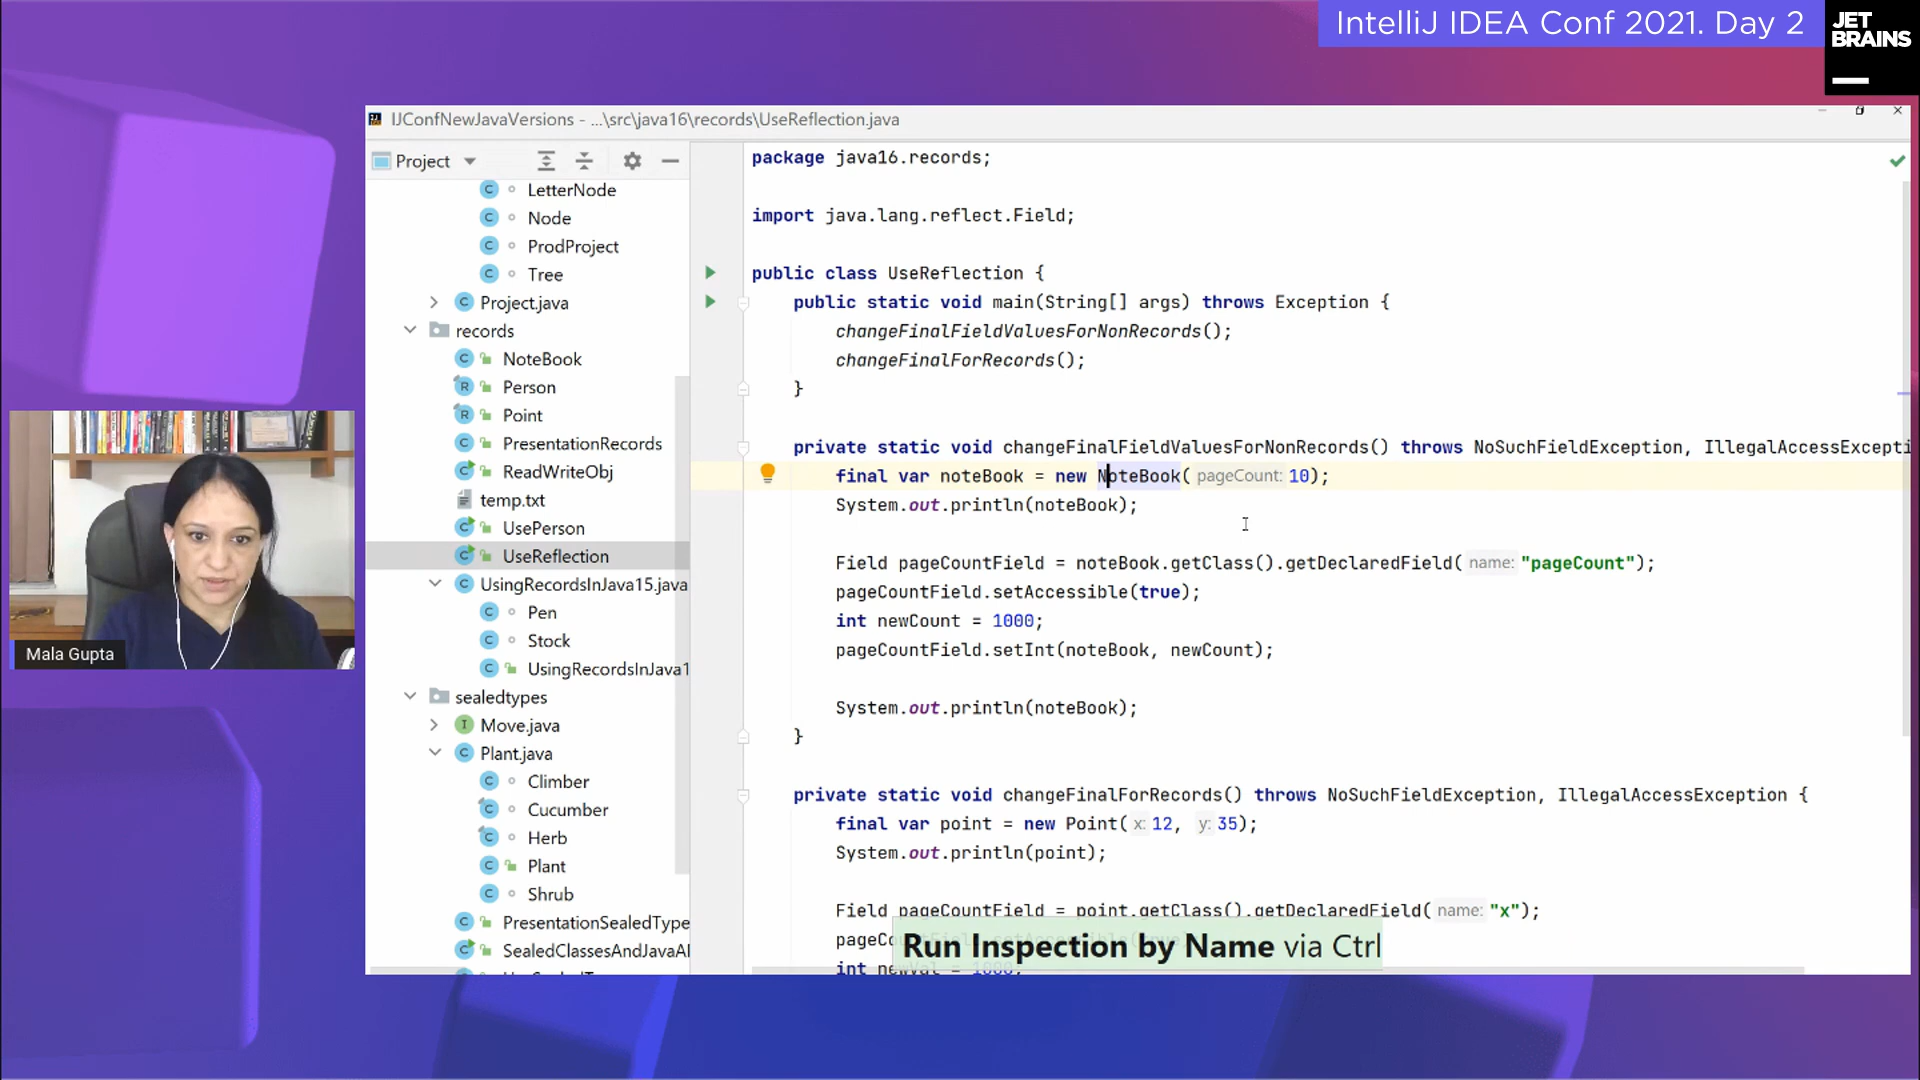 IntelliJ IDEA Conf 2021. Day 2
JET
BRAINS
IJConfNewJavaVersions - ...\src\java16\records\UseReflection.java
Project
LetterNode
Node
ProdProject
Tree
Project.java
records
NoteBook
Person
Point
PresentationRecords
ReadWriteObj
temp.txt
UsePerson
UseReflection
UsingRecordsInJava15.java
Pen
Stock
UsingRecordsInJava1
sealedtypes
Move.java
Plant.java
Climber
Cucumber
Herb
Plant
Shrub
PresentationSealedType
SealedClassesAndJavaAI
package java16.records;
import java.lang.reflect.Field;
public class UseReflection {
public static void main(String[] args) throws Exception {
changeFinalFieldValuesForNonRecords();
changeFinalForRecords();
}
private static void changeFinalFieldValuesForNonRecords() throws NoSuchFieldException, IllegalAccessExcepti
final var noteBook = new NoteBook( pageCount: 10);
System.out.println(noteBook);
Field pageCountField = noteBook.getClass().getDeclaredField( name: "pageCount");
pageCountField.setAccessible(true);
int newCount = 1000;
pageCountField.setInt(noteBook, newCount);
System.out.println(noteBook);
}
private static void changeFinalForRecords() throws NoSuchFieldException, IllegalAccessException {
final var point = new Point( x: 12, y: 35);
System.out.println(point);
Field pageCountField = point.getClass().getDeclaredField( name: "x");
Run Inspection by Name via Ctrl
int newVal = 1000;
Mala Gupta